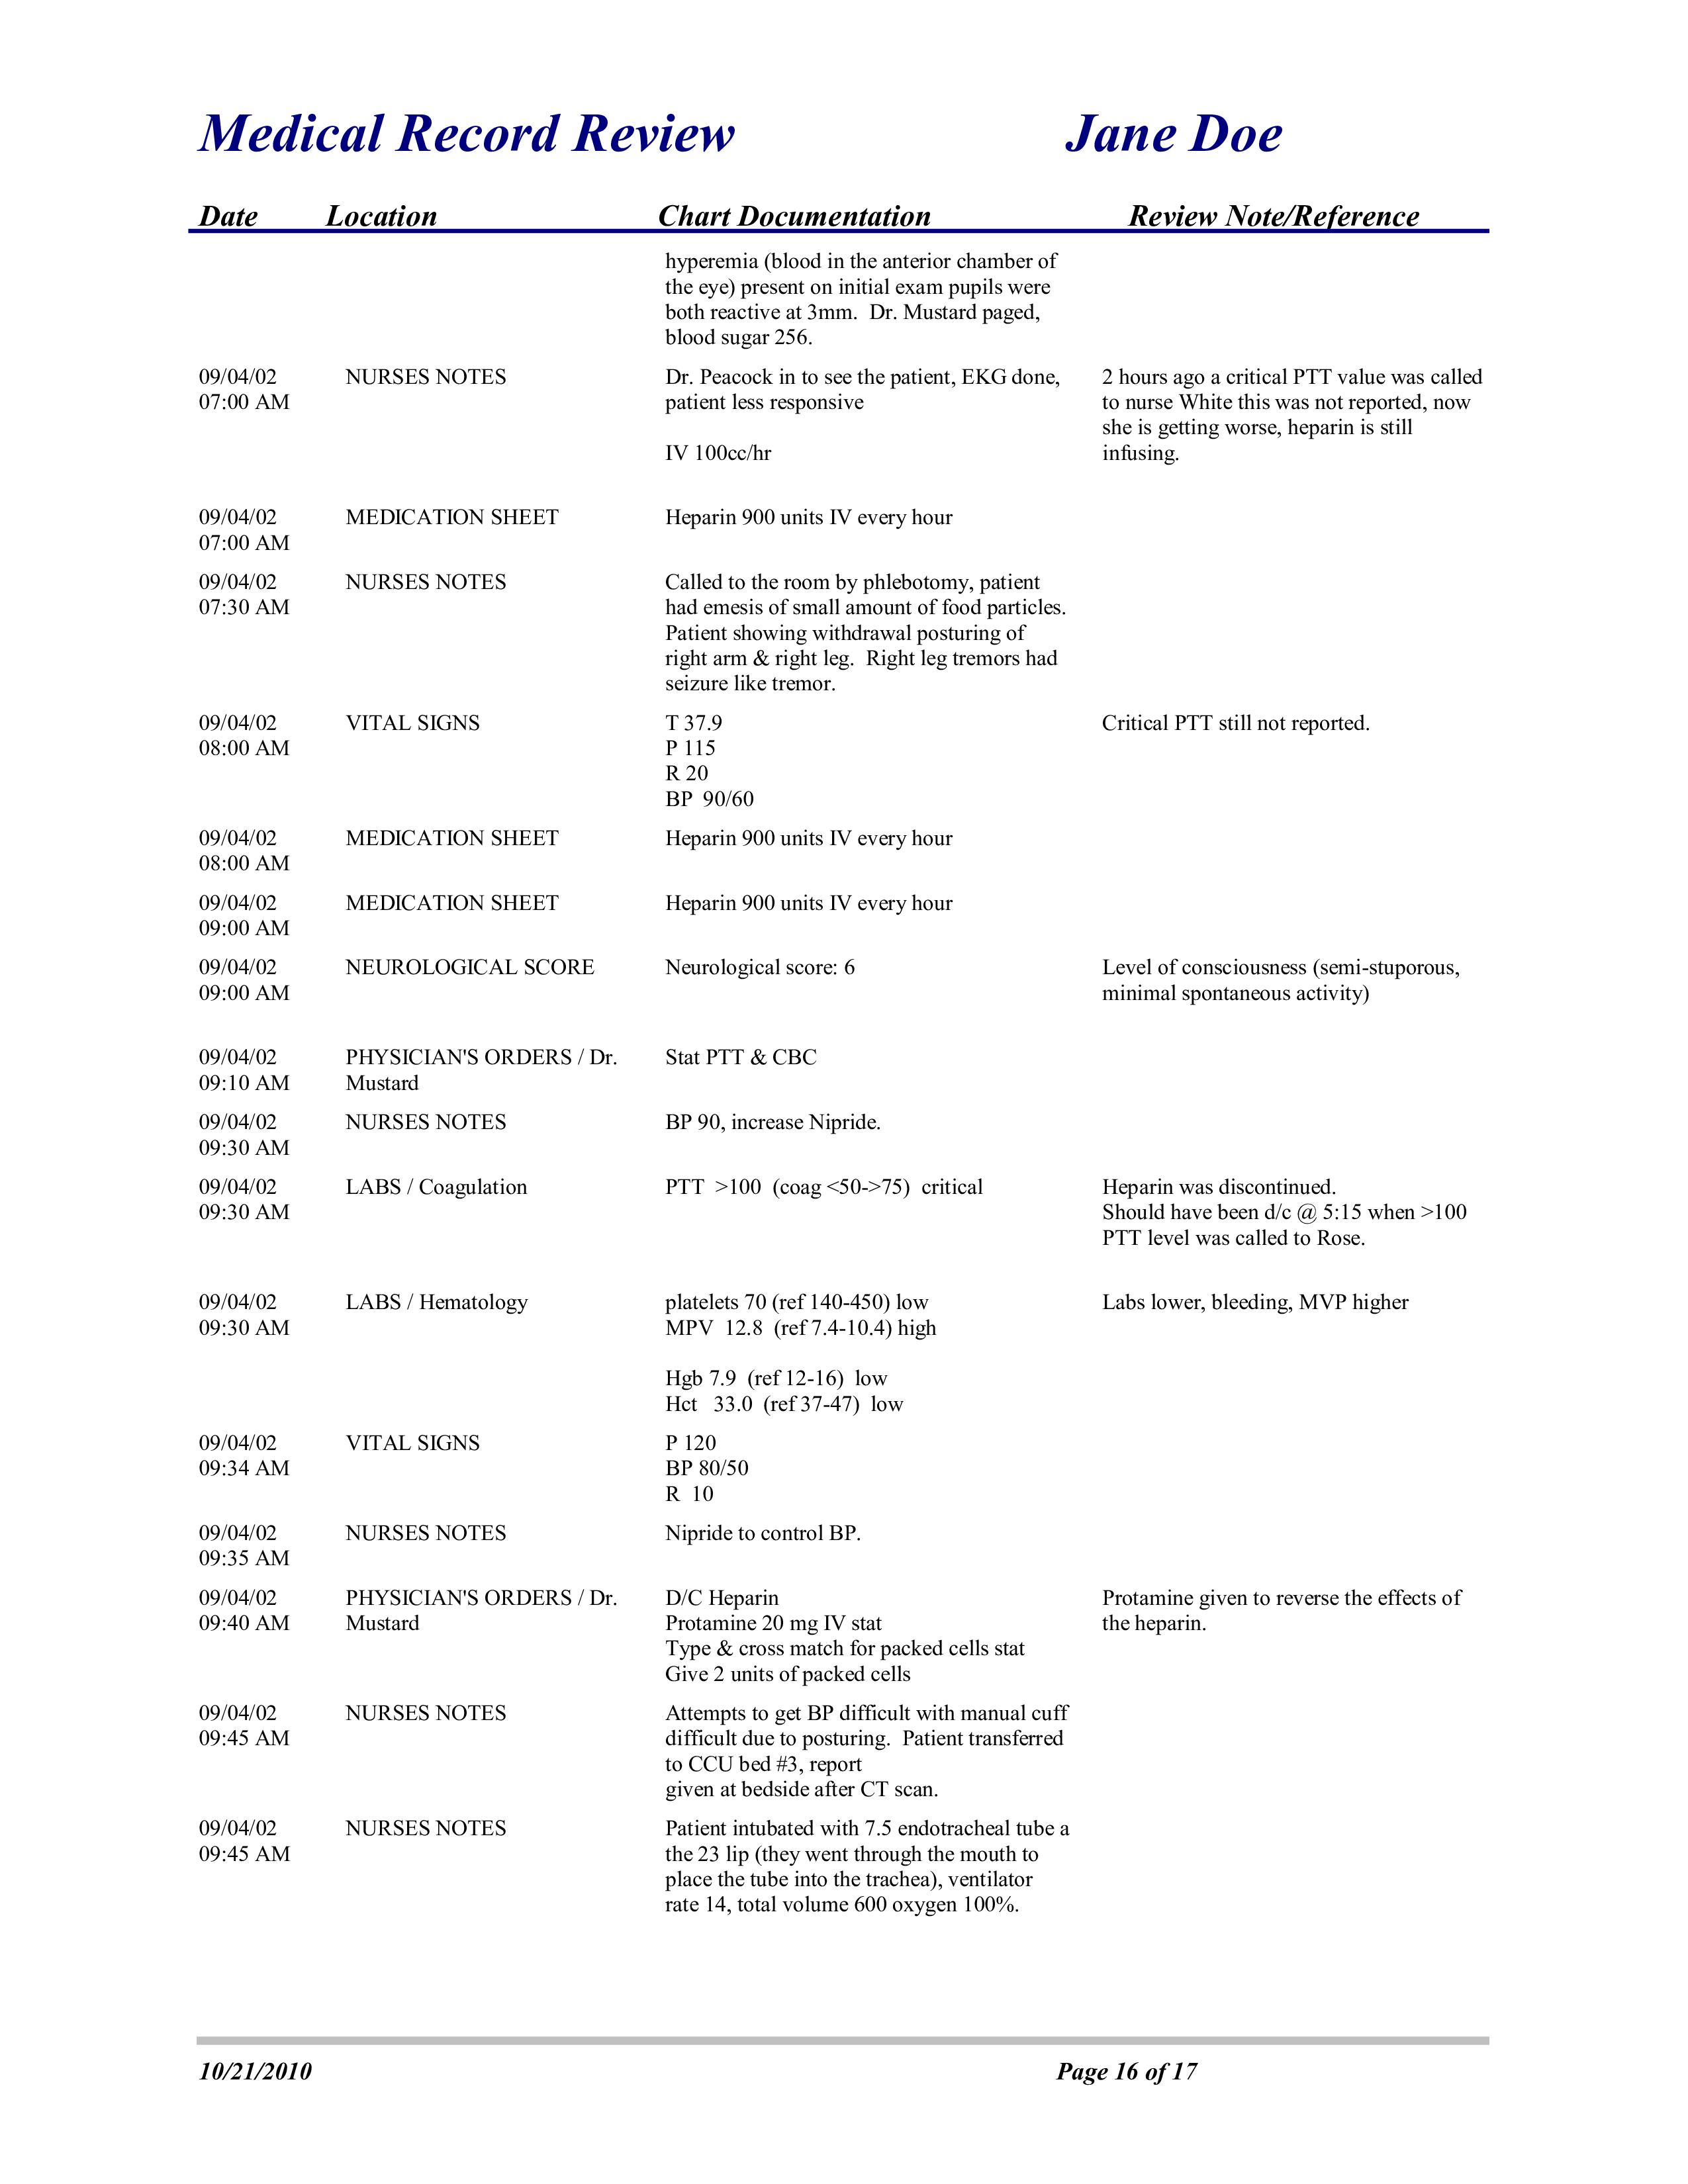 Medical Record Review Jane Doe
Date Location Chart Documentation Review Note/Reference
hyperemia (blood in the anterior chamber of
the eye) present on initial exam pupils were
both reactive at 3mm. Dr. Mustard paged,
blood sugar 256.
09/04/02 NURSES NOTES Dr. Peacock in to see the patient, EKG done, 2 hours ago a critical PTT value was called
07:00 AM patient less responsive to nurse White this was not reported, now
she is getting worse, heparin is still
IV 100cc/hr infusing.
09/04/02 MEDICATION SHEET Heparin 900 units IV every hour
07:00 AM
09/04/02 NURSES NOTES Called to the room by phlebotomy, patient
07:30 AM had emesis of small amount of food particles.
Patient showing withdrawal posturing of
right arm & right leg. Right leg tremors had
seizure like tremor.
09/04/02 VITAL SIGNS T 37.9 Critical PTT still not reported.
08:00 AM P 115
R 20
BP 90/60
09/04/02 MEDICATION SHEET Heparin 900 units IV every hour
08:00 AM
09/04/02 MEDICATION SHEET Heparin 900 units IV every hour
09:00 AM
09/04/02 NEUROLOGICAL SCORE Neurological score: 6 Level of consciousness (semi-stuporous,
09:00 AM minimal spontaneous activity)
09/04/02 PHYSICIAN'S ORDERS / Dr. Stat PTT & CBC
09:10 AM Mustard
09/04/02 NURSES NOTES BP 90, increase Nipride.
09:30 AM
09/04/02 LABS / Coagulation PTT >100 (coag <50->75) critical Heparin was discontinued.
09:30 AM Should have been d/c @ 5:15 when >100
PTT level was called to Rose.
09/04/02 LABS / Hematology platelets 70 (ref 140-450) low Labs lower, bleeding, MVP higher
09:30 AM MPV 12.8 (ref 7.4-10.4) high
Hgb 7.9 (ref 12-16) low
Hct 33.0 (ref 37-47) low
09/04/02 VITAL SIGNS P 120
09:34 AM BP 80/50
R 10
09/04/02 NURSES NOTES Nipride to control BP.
09:35 AM
09/04/02 PHYSICIAN'S ORDERS / Dr. D/C Heparin Protamine given to reverse the effects of
09:40 AM Mustard Protamine 20 mg IV stat the heparin.
Type & cross match for packed cells stat
Give 2 units of packed cells
09/04/02 NURSES NOTES Attempts to get BP difficult with manual cuff
09:45 AM difficult due to posturing. Patient transferred
to CCU bed #3, report
given at bedside after CT scan.
09/04/02 NURSES NOTES Patient intubated with 7.5 endotracheal tube a
09:45 AM the 23 lip (they went through the mouth to
place the tube into the trachea), ventilator
rate 14, total volume 600 oxygen 100%.
10/21/2010 Page 16 of 17